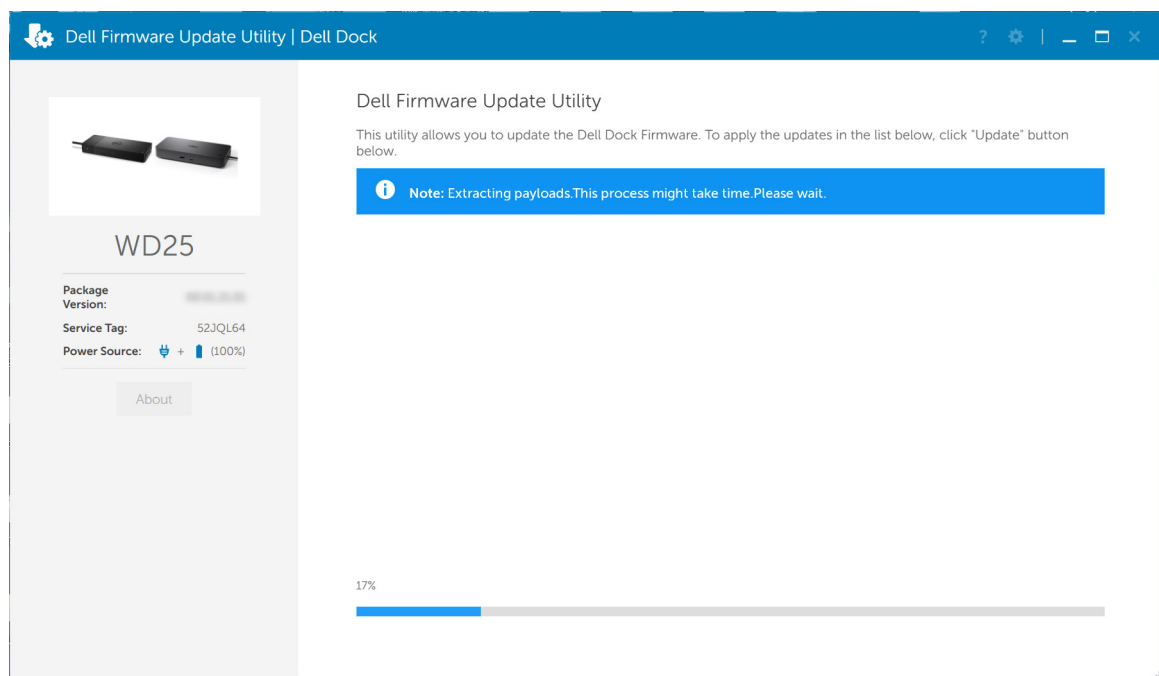 Dell Firmware Update Utility | Dell Dock
?
Dell Firmware Update Utility
This utility allows you to update the Dell Dock Firmware. To apply the updates in the list below, click "Update" button
below.
Note: Extracting payloads.This process might take time.Please wait.
WD25
Package
Version:
Service Tag: 52JQL64
Power Source: + (100%)
About
17%